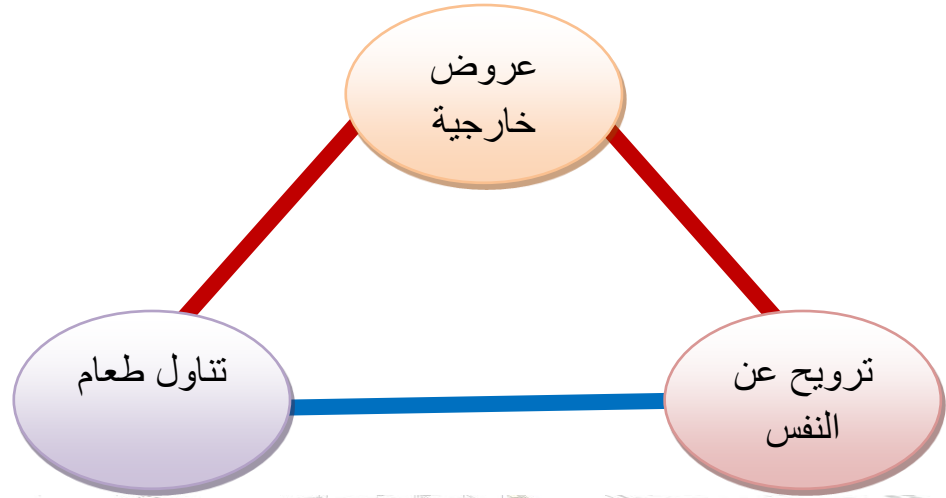 عروض
خارجية
ترويح عن
النفس
تناول طعام